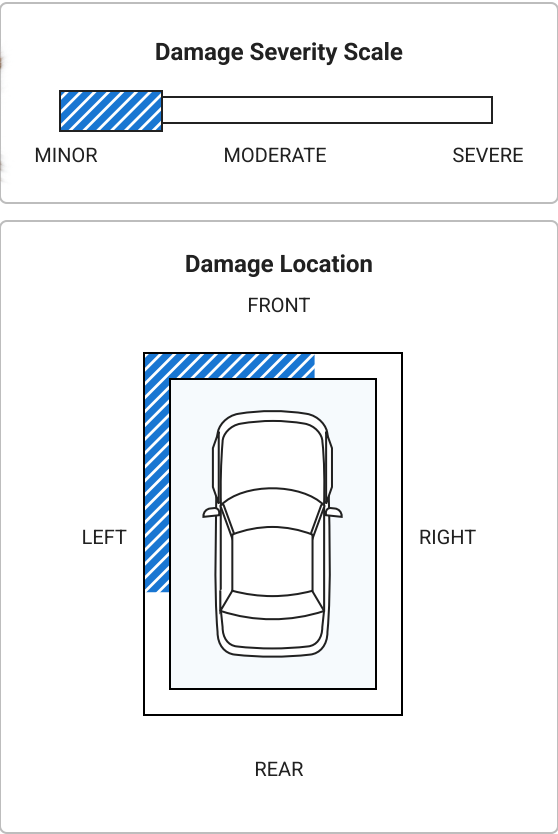 Damage Severity Scale
MINOR MODERATE SEVERE
Damage Location
FRONT
LEFT RIGHT
REAR